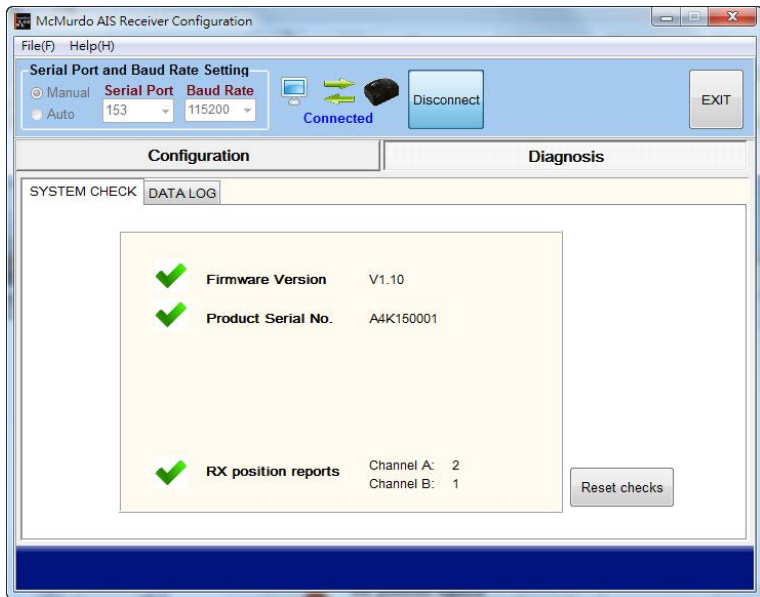 McMurdo AIS Receiver Configuration
File(F) Help(H)
Serial Port and Baud Rate Setting
Manual Serial Port Baud Rate
Auto 153 115200
Connected
Disconnect
EXIT
Configuration Diagnosis
SYSTEM CHECK DATA LOG
Firmware Version V1.10
Product Serial No. A4K150001
RX position reports Channel A: 2
Channel B: 1
Reset checks